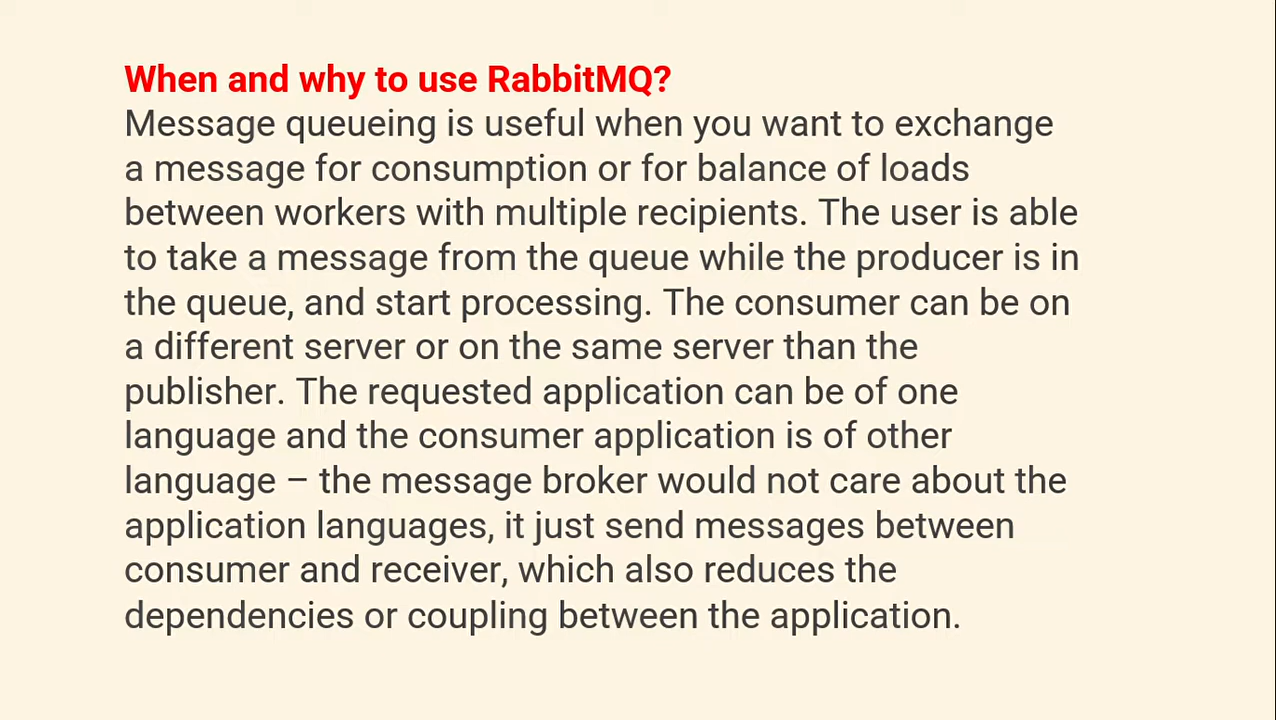 When and why to use RabbitMQ?
Message queueing is useful when you want to exchange
a message for consumption or for balance of loads
between workers with multiple recipients. The user is able
to take a message from the queue while the producer is in
the queue, and start processing. The consumer can be on
a different server or on the same server than the
publisher. The requested application can be of one
language and the consumer application is of other
language – the message broker would not care about the
application languages, it just send messages between
consumer and receiver, which also reduces the
dependencies or coupling between the application.